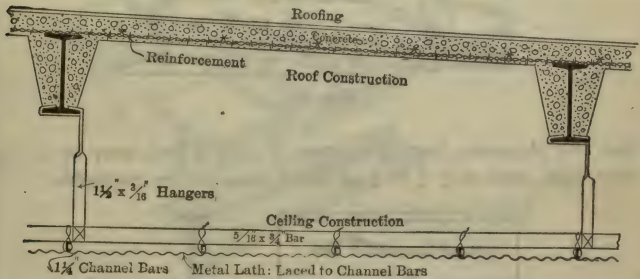 Roofing
Concrete
Reinforcement
Roof Construction
1½" x 3/16" Hangers
Ceiling Construction
5/16 x ¾" Bar
1¼" Channel Bars
Metal Lath: Laced to Channel Bars